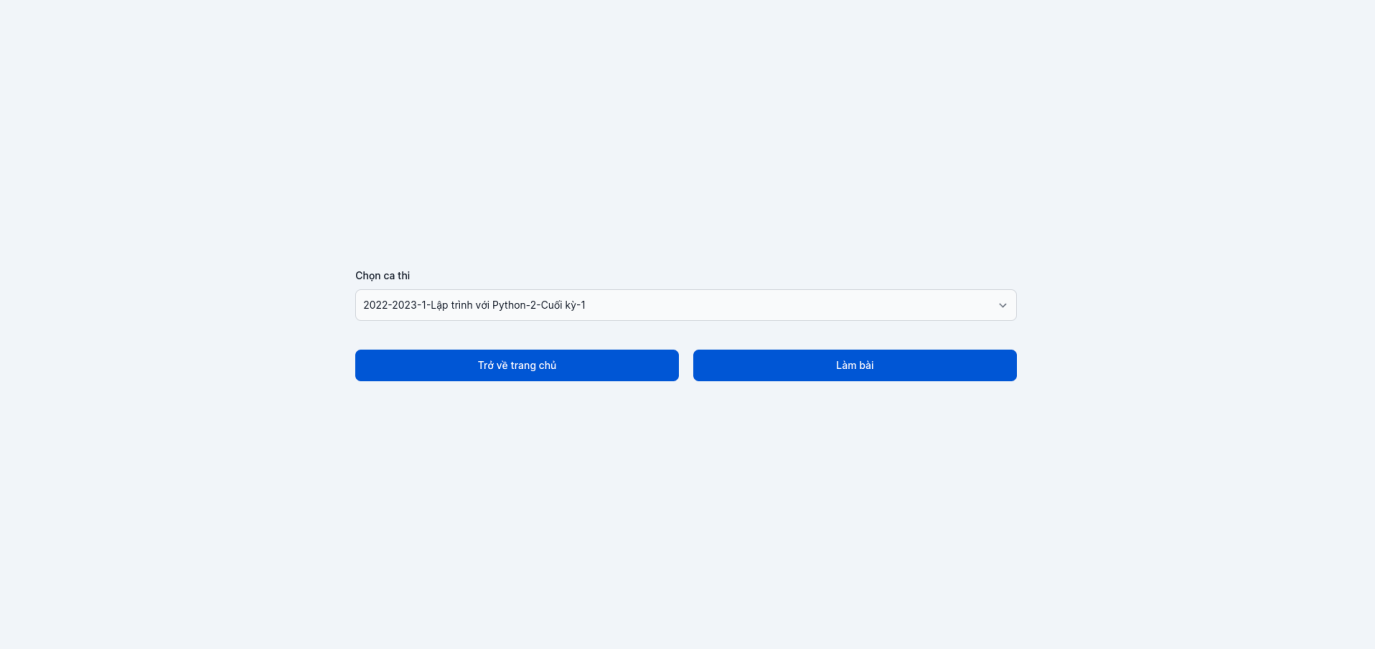 Chọn ca thi
2022-2023-1-Lập trình với Python-2-Cuối kỳ-1
Trở về trang chủ
Làm bài